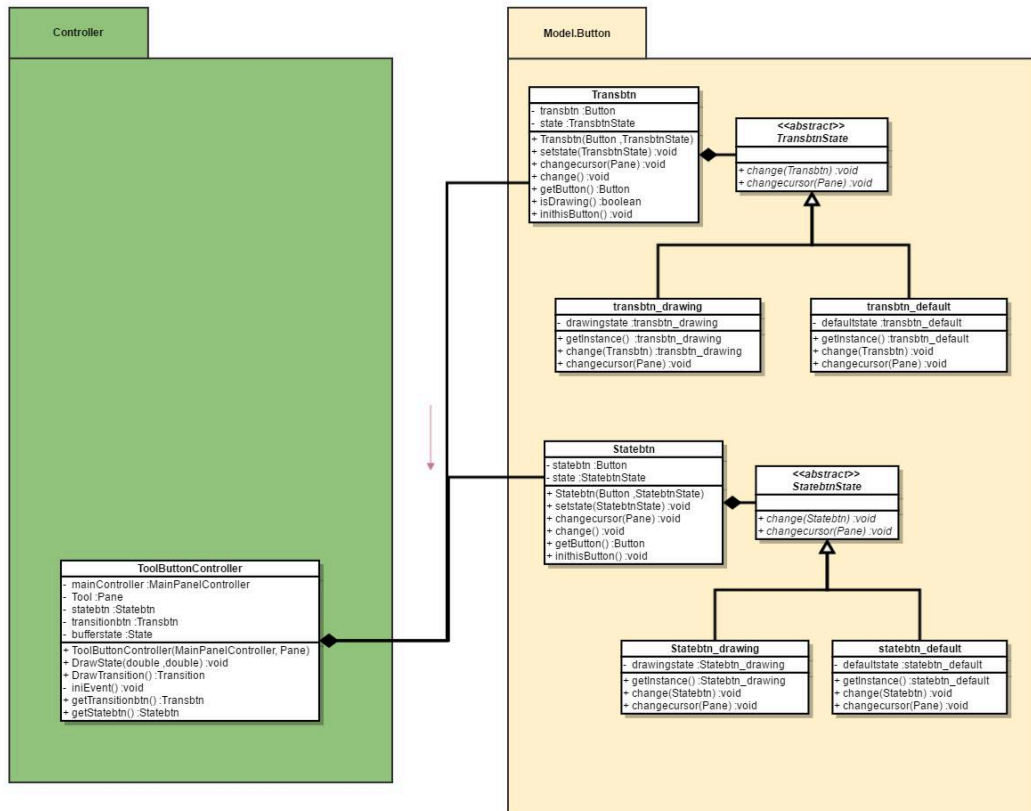 Controller
Model.Button
Transbtn
- transbtn :Button
- state :TransbtnState
+ Transbtn(Button ,TransbtnState)
+ setstate(TransbtnState) :void
+ changecursor(Pane) :void
+ change() :void
+ getButton() :Button
+ isDrawing() :boolean
+ inithisButton() :void
<<abstract>>
TransbtnState
+ change(Transbtn) :void
+ changecursor(Pane) :void
transbtn_drawing
- drawingstate :transbtn_drawing
+ getInstance() :transbtn_drawing
+ change(Transbtn) :transbtn_drawing
+ changecursor(Pane) :void
transbtn_default
- defaultstate :transbtn_default
+ getInstance() :transbtn_default
+ change(Transbtn) :void
+ changecursor(Pane) :void
Statebtn
- statebtn :Button
- state :StatebtnState
+ Statebtn(Button ,StatebtnState)
+ setstate(StatebtnState) :void
+ changecursor(Pane) :void
+ change() :void
+ getButton() :Button
+ inithisButton() :void
<<abstract>>
StatebtnState
+ change(Statebtn) :void
+ changecursor(Pane) :void
ToolButtonController
- mainController :MainPanelController
- Tool :Pane
- statebtn :Statebtn
- transitionbtn :Transbtn
- bufferstate :State
+ ToolButtonController(MainPanelController, Pane)
+ DrawState(double ,double) :void
+ DrawTransition() :Transition
- iniEvent() :void
+ getTransitionbtn() :Transbtn
+ getStatebtn() :Statebtn
Statebtn_drawing
- drawingstate :Statebtn_drawing
+ getInstance() :Statebtn_drawing
+ change(Statebtn) :void
+ changecursor(Pane) :void
statebtn_default
- defaultstate :statebtn_default
+ getInstance() :statebtn_default
+ change(Statebtn) :void
+ changecursor(Pane) :void